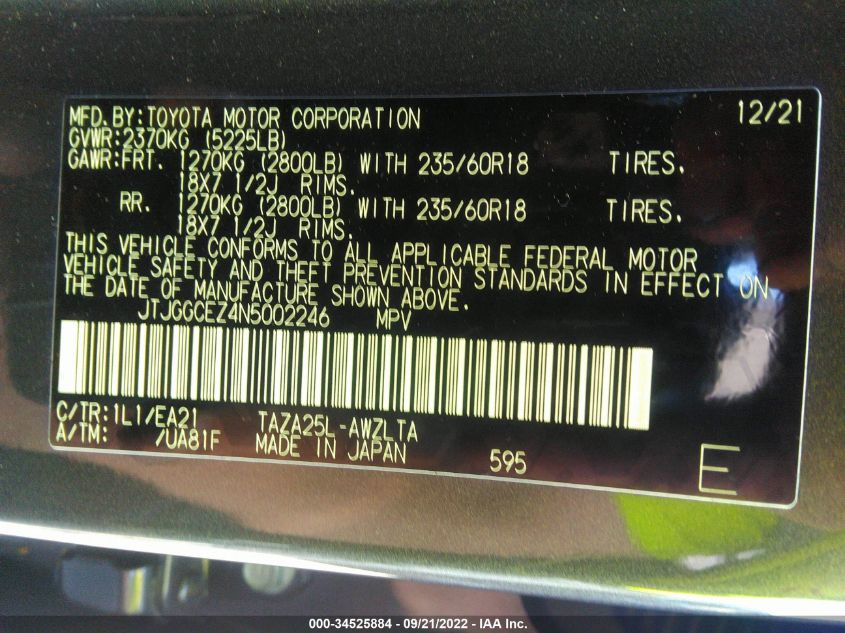 MFD.BY:TOYOTA MOTOR CORPORATION 12/21
GVWR:2370KG (5225LB)
GAWR:FRT. 1270KG (2800LB) WITH 235/60R18 TIRES.
18X7 1/2J RIMS.
RR. 1270KG (2800LB) WITH 235/60R18 TIRES.
18X7 1/2J RIMS.
THIS VEHICLE CONFORMS TO ALL APPLICABLE FEDERAL MOTOR
VEHICLE SAFETY AND THEFT PREVENTION STANDARDS IN EFFECT ON
THE DATE OF MANUFACTURE SHOWN ABOVE.
JTJGGCEZ4N5002246 MPV
C/TR:1L1/EA21 TAZA25L-AWZLTA
A/TM: /UA81F MADE IN JAPAN 595 E
000-34525884 - 09/21/2022 - IAA Inc.